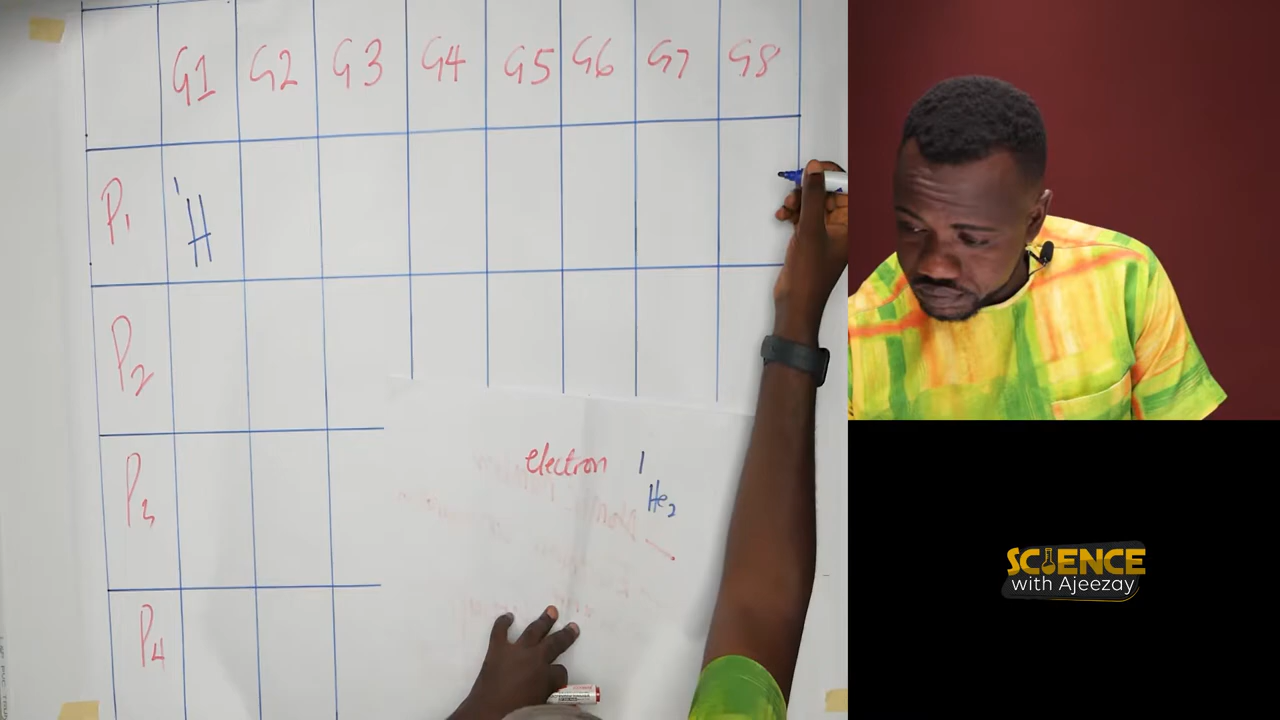 G1 G2 G3 G4 G5 G6 G7 G8
P1 1H
P2
electron 1
He2
P3
P4
SCIENCE
with Ajeezay